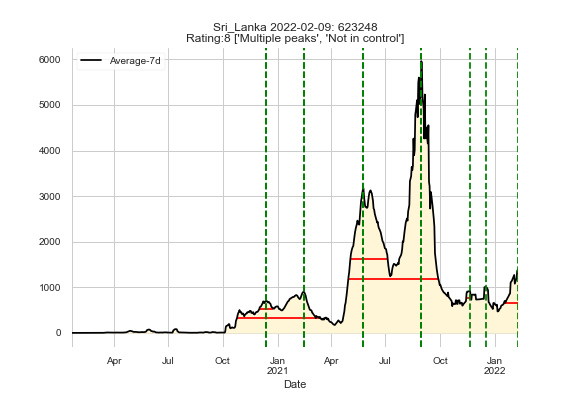 Sri_Lanka 2022-02-09: 623248
Rating:8 ['Multiple peaks', 'Not in control']
Average-7d
6000
5000
4000
3000
2000
1000
0
Apr Jul Oct Jan Apr Jul Oct Jan
2021 2022
Date